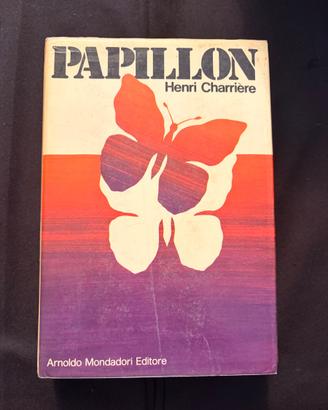 PAPILLON
Henri Charrière
Arnoldo Mondadori Editore